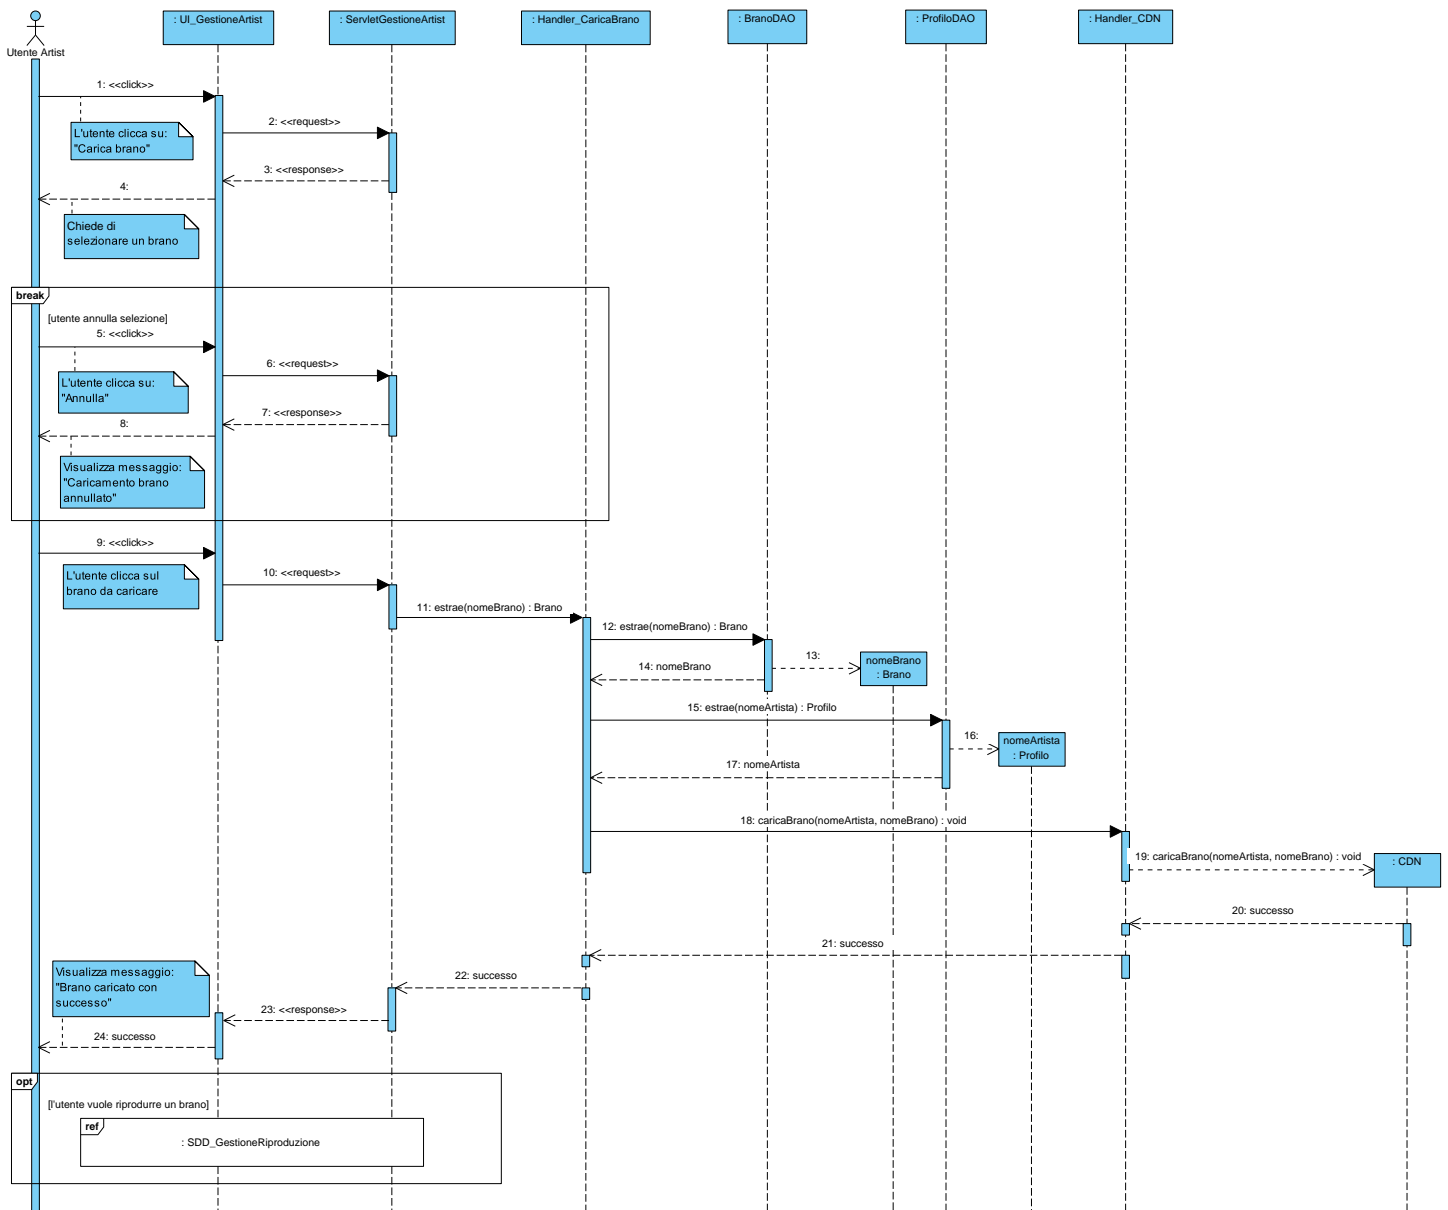 : UI_GestioneArtist
: ServletGestioneArtist
: Handler_CaricaBrano
: BranoDAO
: ProfiloDAO
: Handler_CDN
Utente Artist
1: <<click>>
L'utente clicca su:
"Carica brano"
2: <<request>>
3: <<response>>
4:
Chiede di
selezionare un brano
break
[utente annulla selezione]
5: <<click>>
L'utente clicca su:
"Annulla"
6: <<request>>
7: <<response>>
8:
Visualizza messaggio:
"Caricamento brano
annullato"
9: <<click>>
L'utente clicca sul
brano da caricare
10: <<request>>
11: estrae(nomeBrano) : Brano
12: estrae(nomeBrano) : Brano
13:
nomeBrano
: Brano
14: nomeBrano
15: estrae(nomeArtista) : Profilo
16:
nomeArtista
: Profilo
17: nomeArtista
18: caricaBrano(nomeArtista, nomeBrano) : void
19: caricaBrano(nomeArtista, nomeBrano) : void
: CDN
20: successo
21: successo
22: successo
Visualizza messaggio:
"Brano caricato con
successo"
23: <<response>>
24: successo
opt
[l'utente vuole riprodurre un brano]
ref
: SDD_GestioneRiproduzione